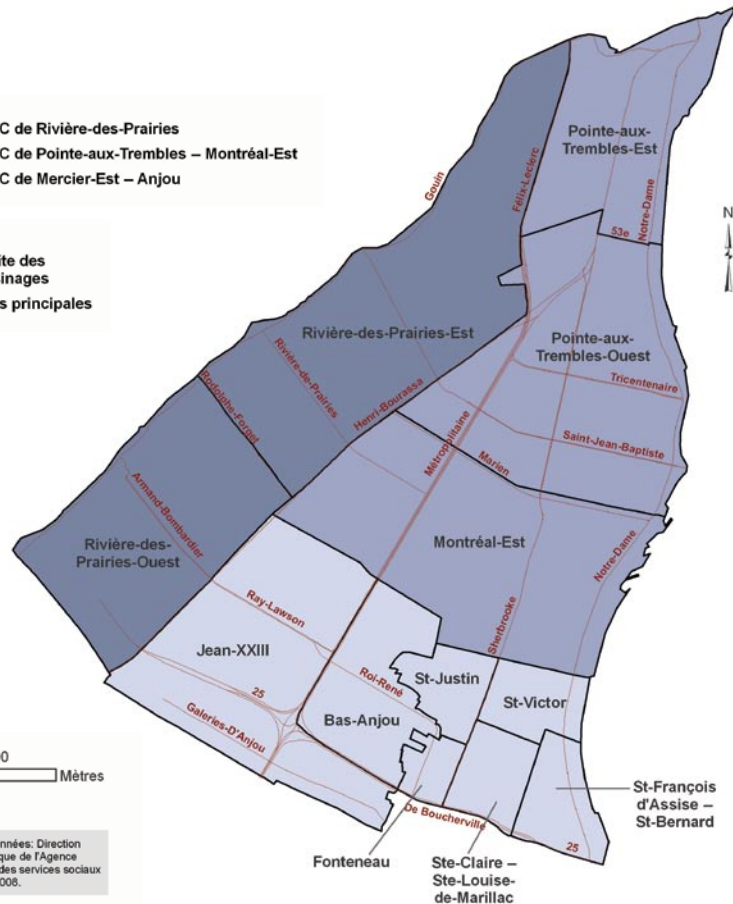 C de Rivière-des-Prairies
C de Pointe-aux-Trembles – Montréal-Est
C de Mercier-Est – Anjou
ite des
inages
s principales
Pointe-aux-
Trembles-Est
Gouin
Félix-Leclerc
Notre-Dame
53e
N
Rivière-des-Prairies-Est
Pointe-aux-
Trembles-Ouest
Rivière-de-Prairies
Rodolphe-Forget
Henri-Bourassa
Tricentenaire
Métropolitaine
Saint-Jean-Baptiste
Marien
Armand-Bombardier
Rivière-des-
Prairies-Ouest
Montréal-Est
Notre-Dame
Sherbrooke
Ray-Lawson
Jean-XXIII
Roi-René
St-Justin
25
St-Victor
Bas-Anjou
Galeries-D'Anjou
0
Mètres
De Boucherville
25
St-François
d'Assise –
St-Bernard
Fonteneau
Ste-Claire –
Ste-Louise-
de-Marillac
nnées: Direction
que de l'Agence
des services sociaux
008.